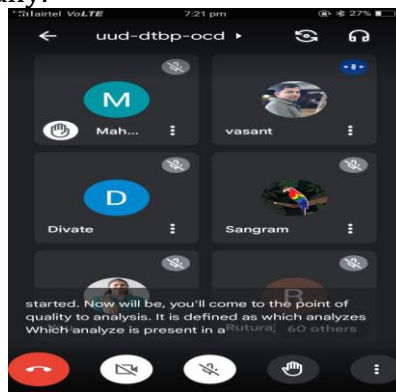 airtel VoLTE 7:21 pm 27%
uud-dtbp-ocd
M
Mah... vasant
D
Divate Sangram
R
started. Now will be, you'll come to the point of
quality to analysis. It is defined as which analyzes
Which analyze is present in a Ruturaj 60 others